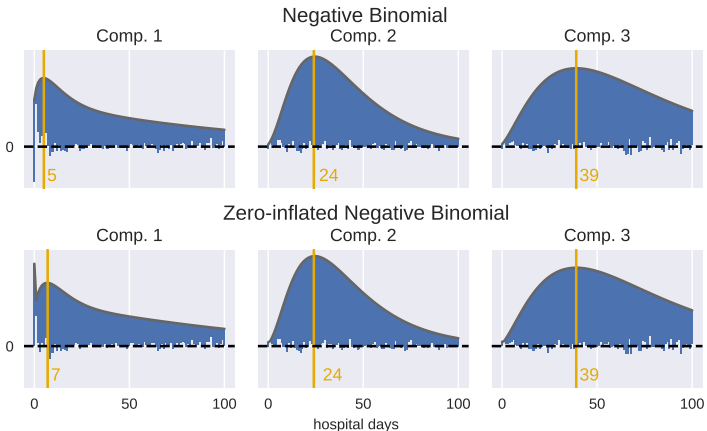 Negative Binomial
Comp. 1 Comp. 2 Comp. 3
0
5 24 39
Zero-inflated Negative Binomial
Comp. 1 Comp. 2 Comp. 3
0
7 24 39
0 50 100 0 50 100 0 50 100
hospital days